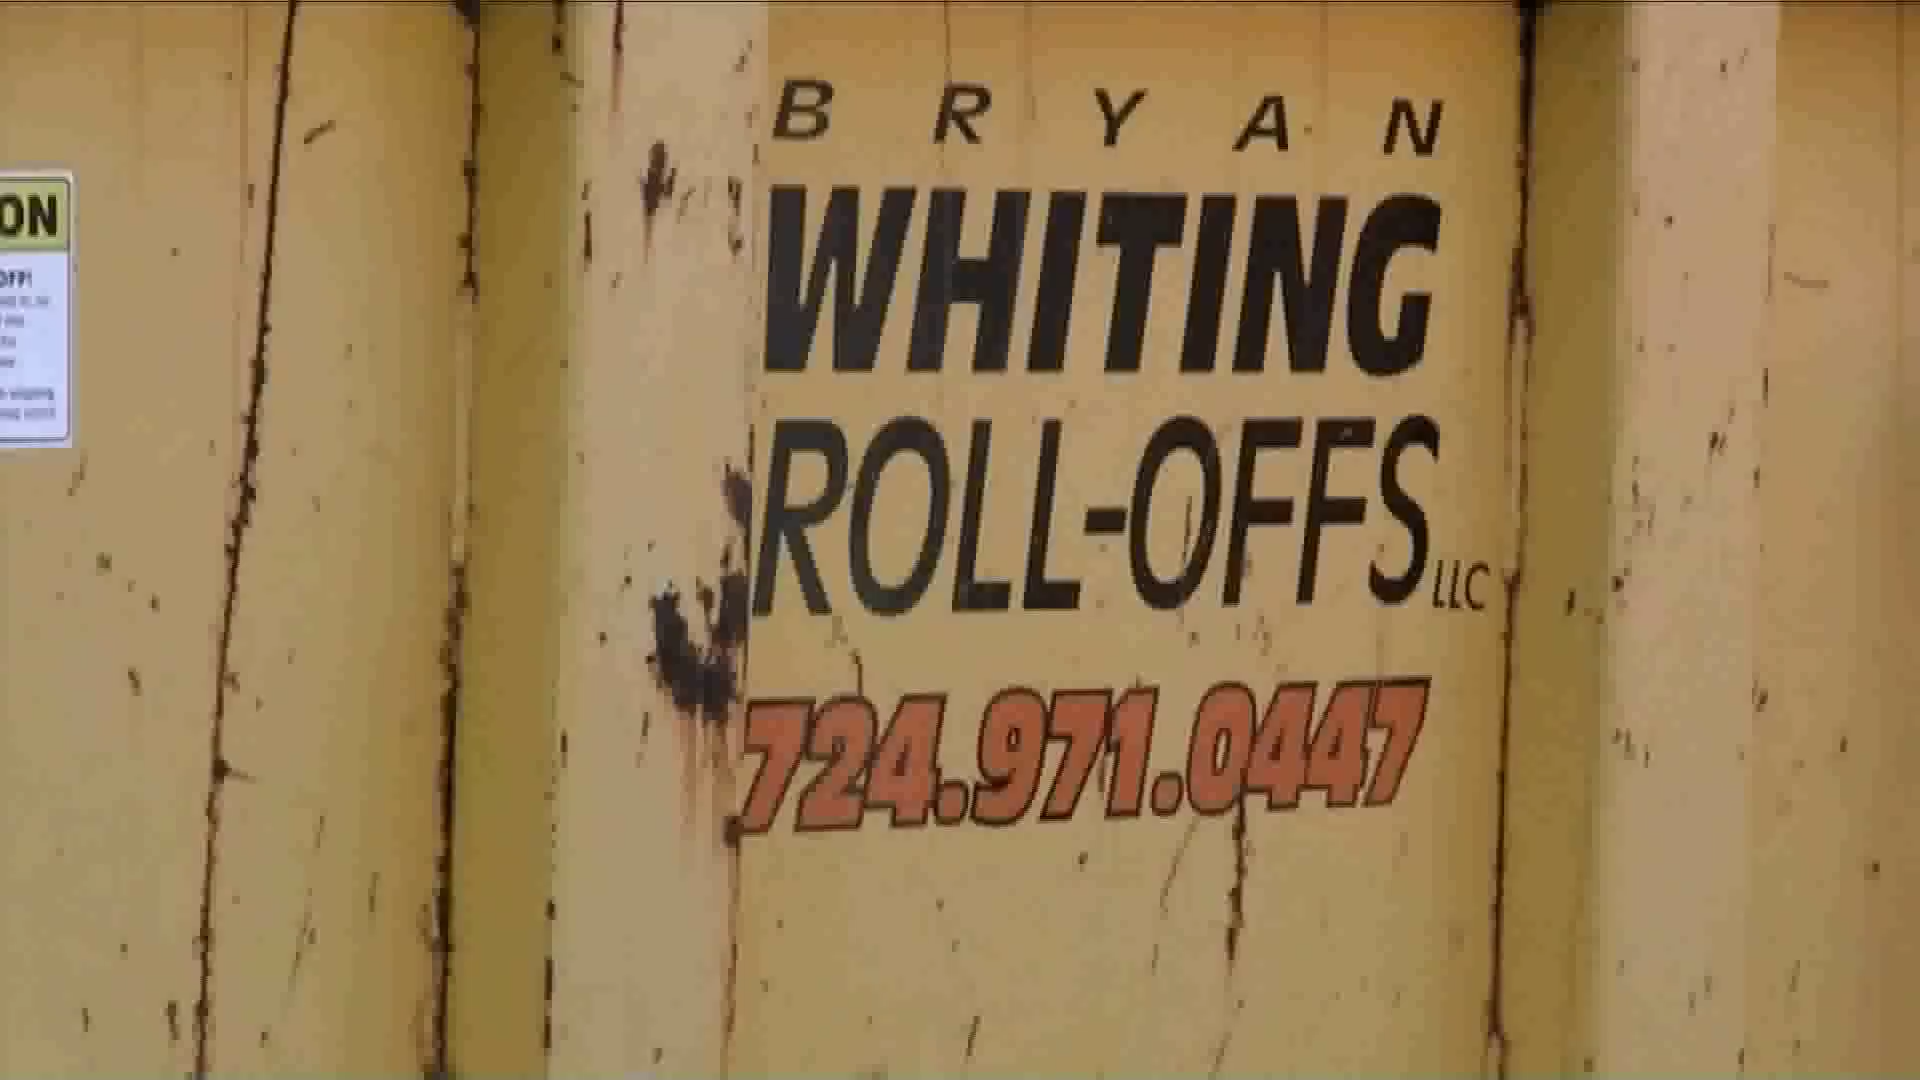 ON
OFF!
BRYAN
WHITING
ROLL-OFFS LLC
724.971.0447